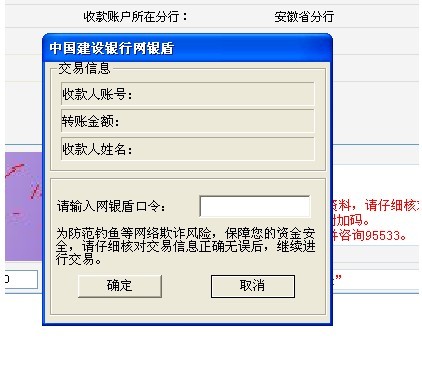 收款账户所在分行： 安徽省分行
中国建设银行网银盾
交易信息
收款人账号：
转账金额：
收款人姓名：
请输入网银盾口令：
为防范钓鱼等网络欺诈风险，保障您的资金安
全，请仔细核对交易信息正确无误后，继续进
行交易。
确定 取消
资料，请仔细核
附加码。
咨询95533。